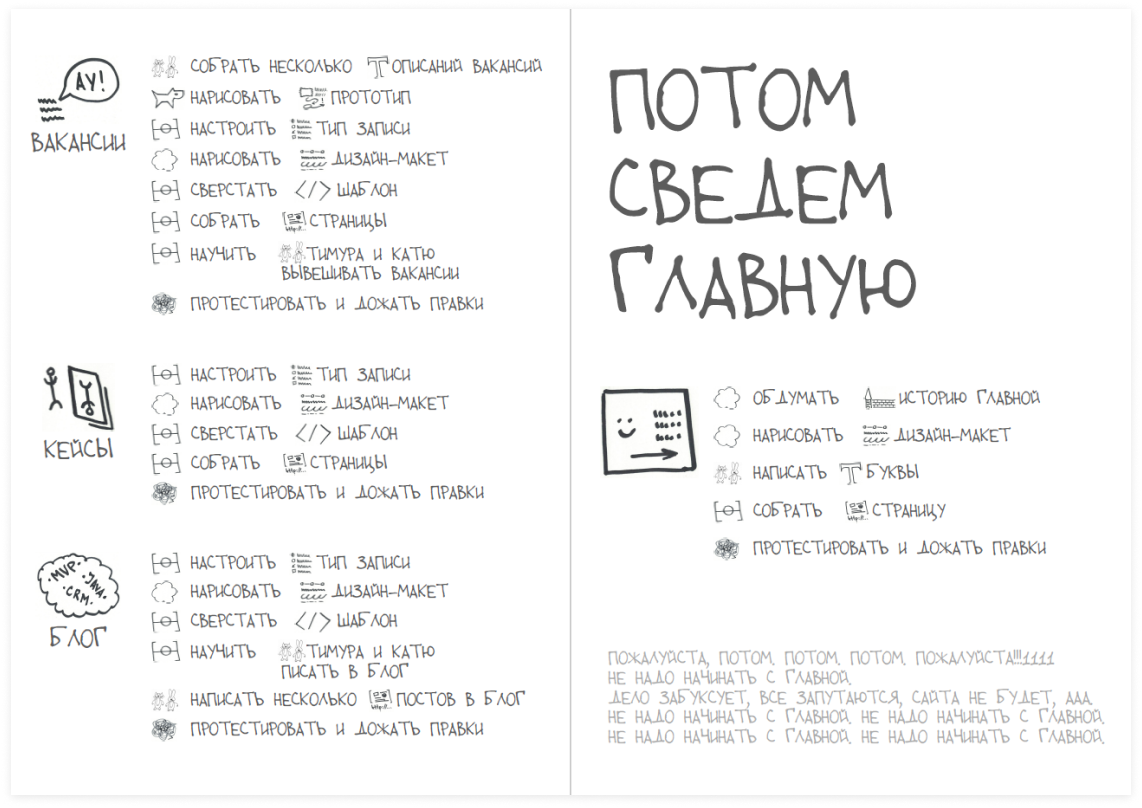 АУ!
ВАКАНСИИ
СОБРАТЬ НЕСКОЛЬКО ОПИСАНИЙ ВАКАНСИЙ
НАРИСОВАТЬ ПРОТОТИП
НАСТРОИТЬ ТИП ЗАПИСИ
НАРИСОВАТЬ ДИЗАЙН-МАКЕТ
СВЕРСТАТЬ </> ШАБЛОН
СОБРАТЬ СТРАНИЦЫ
НАУЧИТЬ ТИМУРА И КАТЮ
ВЫВЕШИВАТЬ ВАКАНСИИ
ПРОТЕСТИРОВАТЬ И ДОЖАТЬ ПРАВКИ
КЕЙСЫ
НАСТРОИТЬ ТИП ЗАПИСИ
НАРИСОВАТЬ ДИЗАЙН-МАКЕТ
СВЕРСТАТЬ </> ШАБЛОН
СОБРАТЬ СТРАНИЦЫ
ПРОТЕСТИРОВАТЬ И ДОЖАТЬ ПРАВКИ
MVP. JAVA. CRM.
БЛОГ
НАСТРОИТЬ ТИП ЗАПИСИ
НАРИСОВАТЬ ДИЗАЙН-МАКЕТ
СВЕРСТАТЬ </> ШАБЛОН
НАУЧИТЬ ТИМУРА И КАТЮ
ПИСАТЬ В БЛОГ
НАПИСАТЬ НЕСКОЛЬКО ПОСТОВ В БЛОГ
ПРОТЕСТИРОВАТЬ И ДОЖАТЬ ПРАВКИ
ПОТОМ
СВЕДЕМ
ГЛАВНУЮ
ОБДУМАТЬ ИСТОРИЮ ГЛАВНОЙ
НАРИСОВАТЬ ДИЗАЙН-МАКЕТ
НАПИСАТЬ БУКВЫ
СОБРАТЬ СТРАНИЦУ
ПРОТЕСТИРОВАТЬ И ДОЖАТЬ ПРАВКИ
ПОЖАЛУЙСТА, ПОТОМ. ПОТОМ. ПОТОМ. ПОЖАЛУЙСТА!!!1111
НЕ НАДО НАЧИНАТЬ С ГЛАВНОЙ.
ДЕЛО ЗАБУКСУЕТ, ВСЕ ЗАПУТАЮТСЯ, САЙТА НЕ БУДЕТ, ААА.
НЕ НАДО НАЧИНАТЬ С ГЛАВНОЙ. НЕ НАДО НАЧИНАТЬ С ГЛАВНОЙ.
НЕ НАДО НАЧИНАТЬ С ГЛАВНОЙ. НЕ НАДО НАЧИНАТЬ С ГЛАВНОЙ.